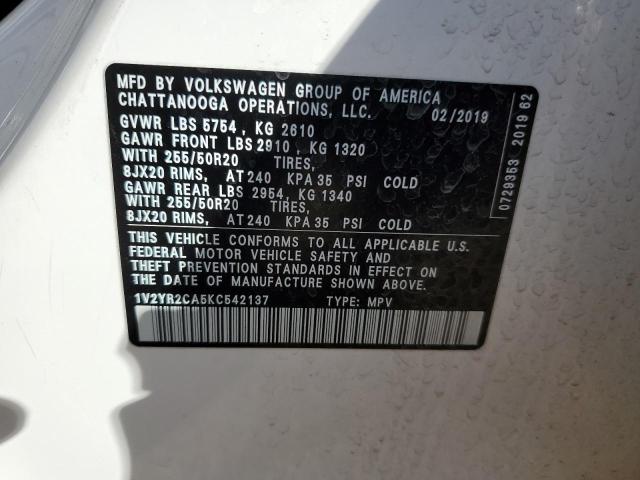 MFD BY VOLKSWAGEN GROUP OF AMERICA
CHATTANOOGA OPERATIONS, LLC. 02/2019
GVWR LBS 5754 , KG 2610
GAWR FRONT LBS 2910 , KG 1320
WITH 255/50R20 TIRES,
8JX20 RIMS, AT 240 KPA 35 PSI COLD
GAWR REAR LBS 2954, KG 1340
WITH 255/50R20 TIRES,
8JX20 RIMS, AT 240 KPA 35 PSI COLD
THIS VEHICLE CONFORMS TO ALL APPLICABLE U.S.
FEDERAL MOTOR VEHICLE SAFETY AND
THEFT PREVENTION STANDARDS IN EFFECT ON
THE DATE OF MANUFACTURE SHOWN ABOVE.
1V2YR2CA5KC542137 TYPE: MPV
0729353 2019 62